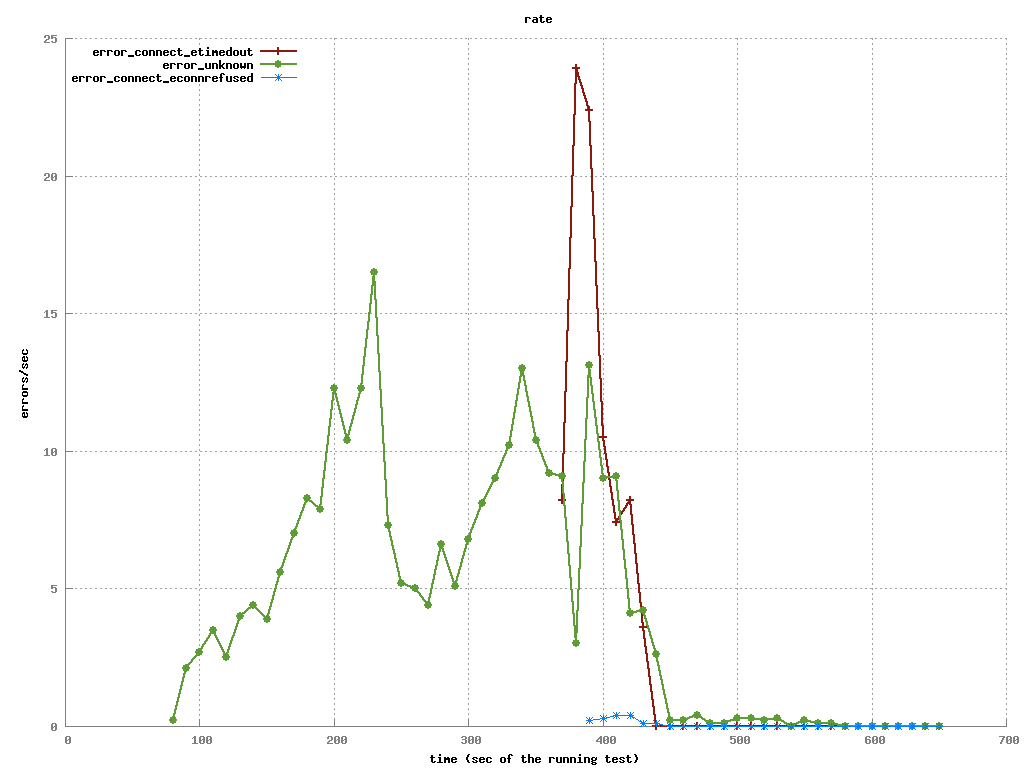 rate
25
error_connect_etimedout
error_unknown
error_connect_econnrefused
20
15
errors/sec
10
5
0
0 100 200 300 400 500 600 700
time (sec of the running test)